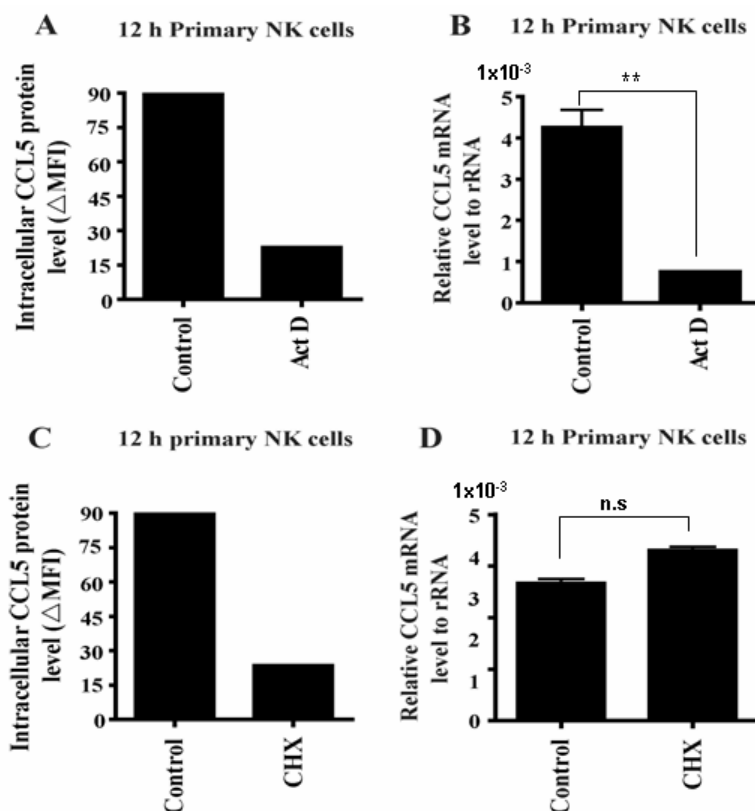 A
12 h Primary NK cells
Intracellular CCL5 protein
level (△MFI)
90
75
60
45
30
15
0
Control
Act D
B
12 h Primary NK cells
1x10⁻³
Relative CCL5 mRNA
level to rRNA
5
4
3
2
1
0
**
Control
Act D
C
12 h primary NK cells
Intracellular CCL5 protein
level (△MFI)
90
75
60
45
30
15
0
Control
CHX
D
12 h Primary NK cells
1x10⁻³
Relative CCL5 mRNA
level to rRNA
5
4
3
2
1
0
n.s
Control
CHX